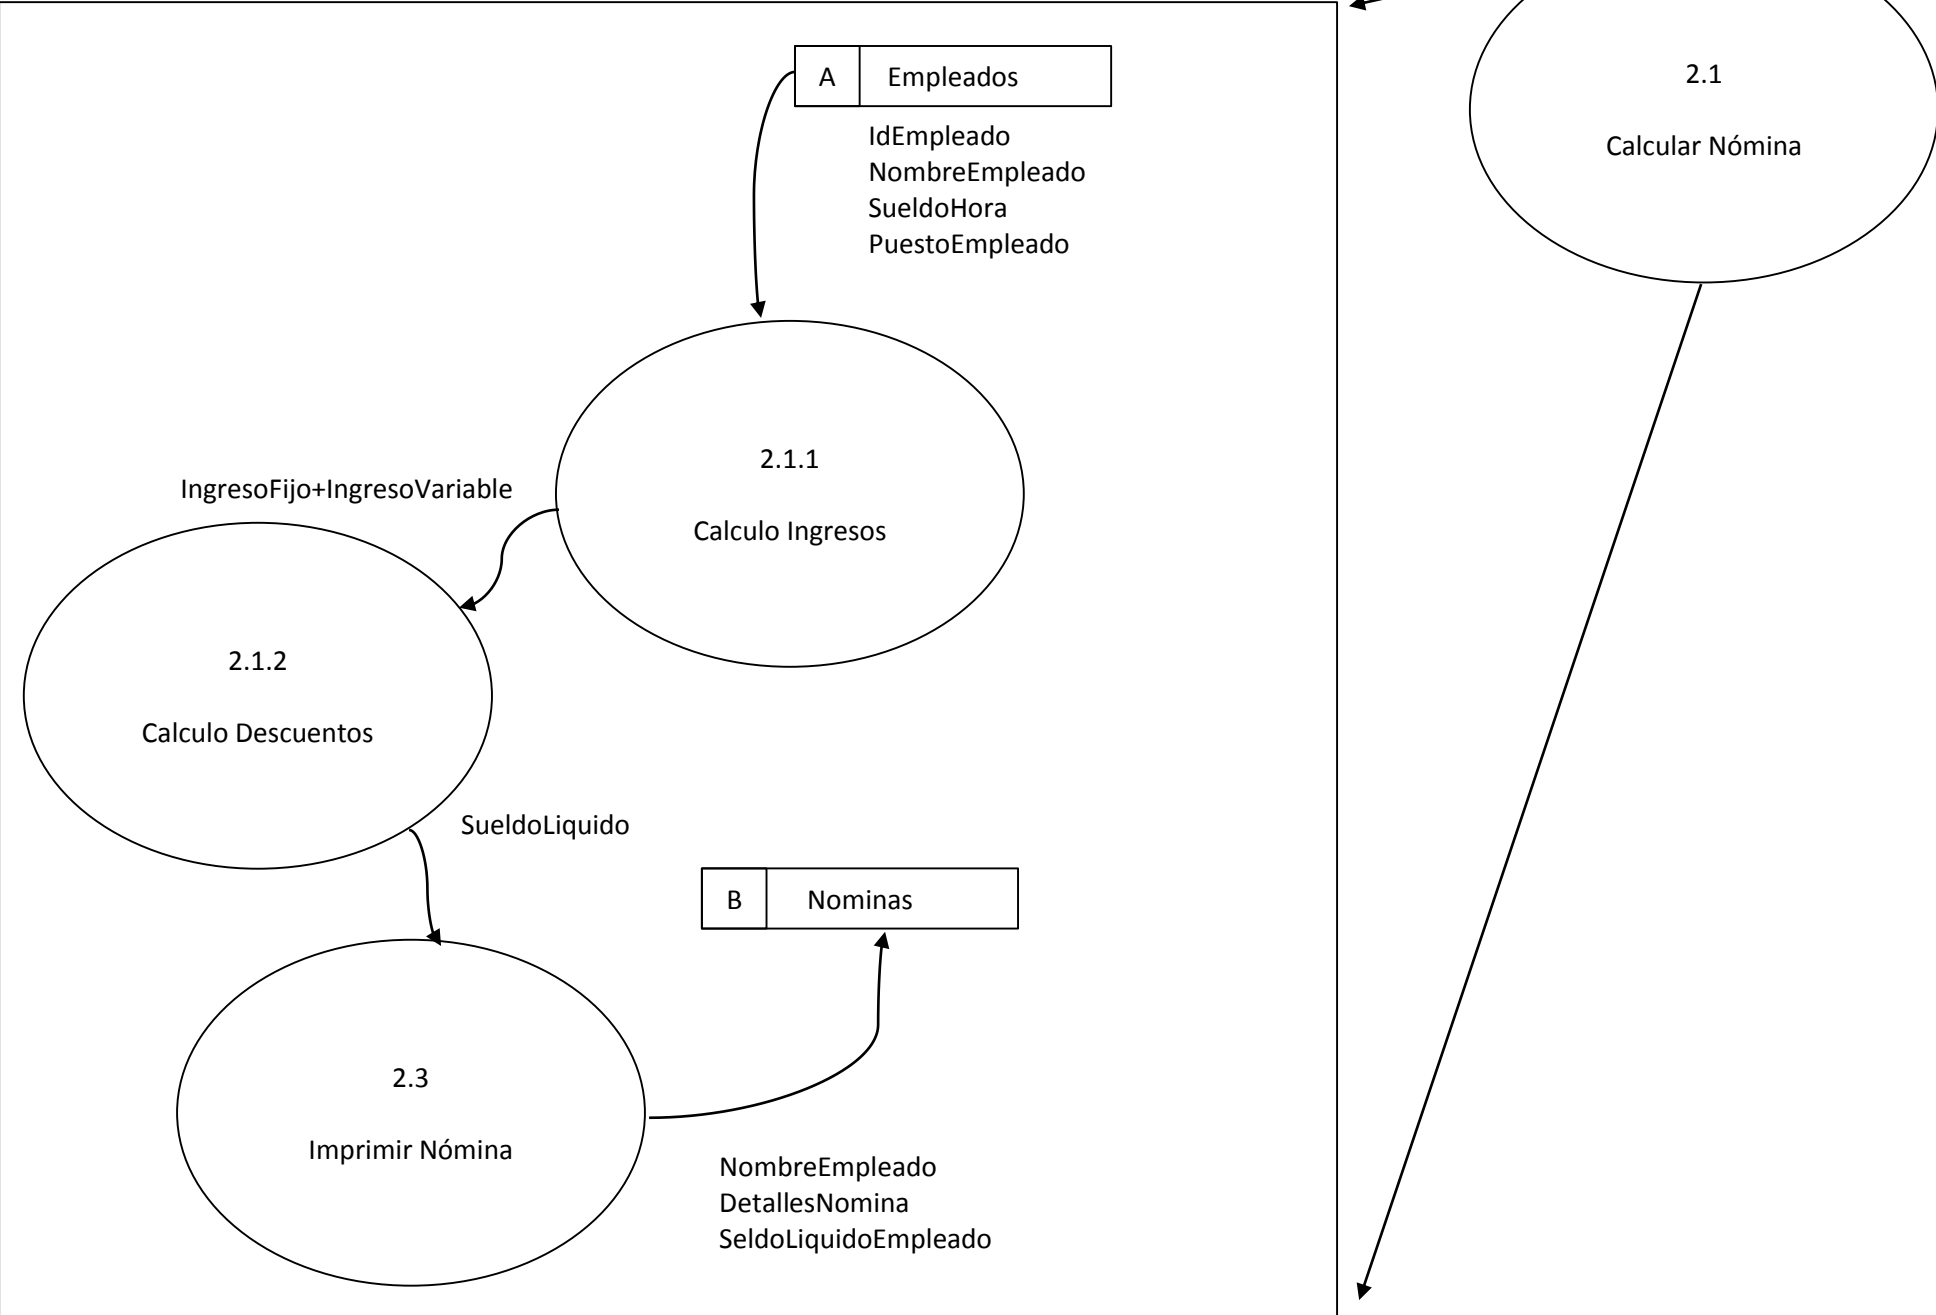 A Empleados
IdEmpleado
NombreEmpleado
SueldoHora
PuestoEmpleado
2.1
Calcular Nómina
2.1.1
Calculo Ingresos
IngresoFijo+IngresoVariable
2.1.2
Calculo Descuentos
SueldoLiquido
B Nominas
2.3
Imprimir Nómina
NombreEmpleado
DetallesNomina
SeldoLiquidoEmpleado